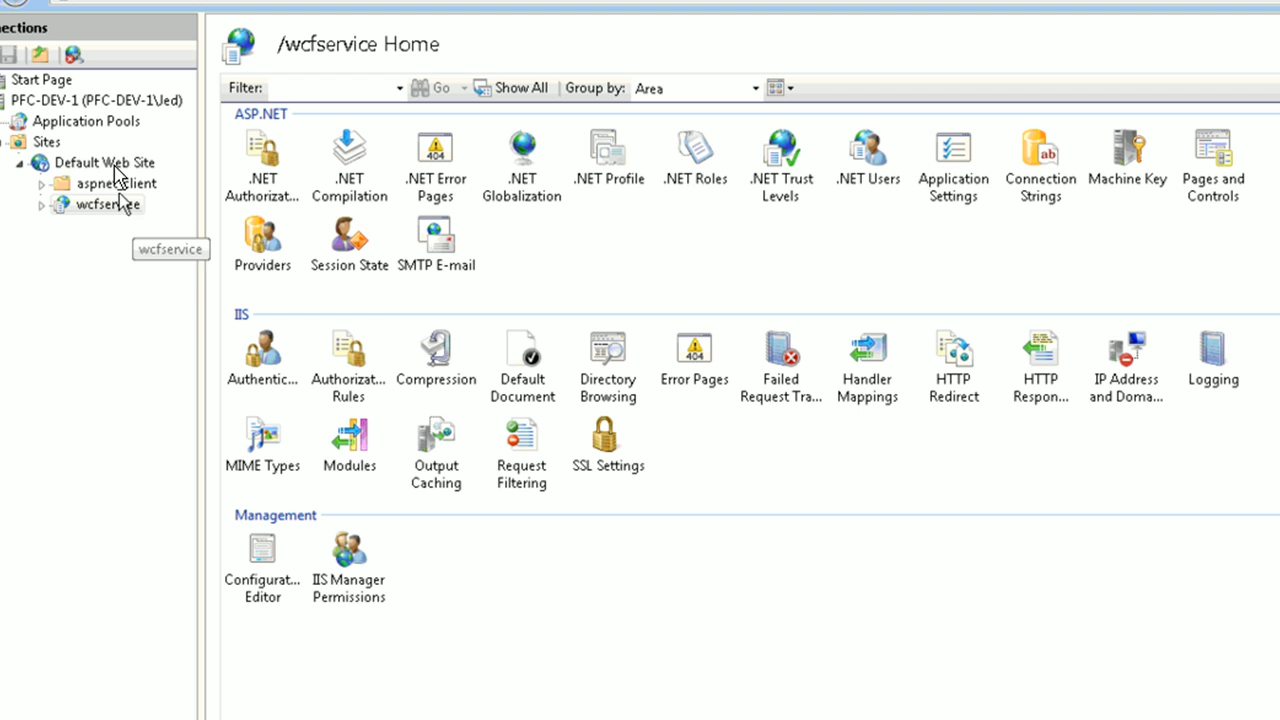 ections
Start Page
PFC-DEV-1 (PFC-DEV-1\Jed)
Application Pools
Sites
Default Web Site
aspnet_client
wcfservice
wcfservice
/wcfservice Home
Filter: Go Show All Group by: Area
ASP.NET
.NET Authorizat...
.NET Compilation
.NET Error Pages
.NET Globalization
.NET Profile
.NET Roles
.NET Trust Levels
.NET Users
Application Settings
Connection Strings
Machine Key
Pages and Controls
Providers
Session State
SMTP E-mail
IIS
Authentic...
Authorizat... Rules
Compression
Default Document
Directory Browsing
Error Pages
Failed Request Tra...
Handler Mappings
HTTP Redirect
HTTP Respon...
IP Address and Doma...
Logging
MIME Types
Modules
Output Caching
Request Filtering
SSL Settings
Management
Configurat... Editor
IIS Manager Permissions